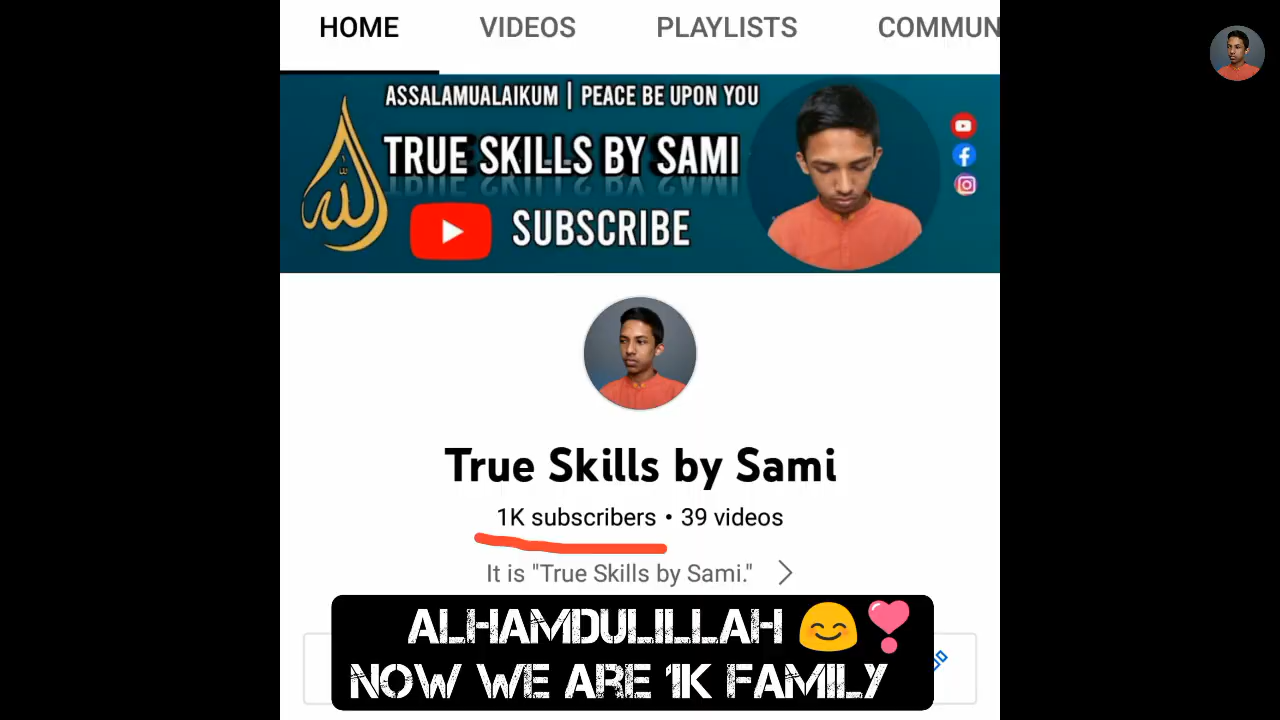 HOME VIDEOS PLAYLISTS COMMUN
ASSALAMUALAIKUM | PEACE BE UPON YOU
TRUE SKILLS BY SAMI
الله
SUBSCRIBE
True Skills by Sami
1K subscribers • 39 videos
It is "True Skills by Sami."
ALHAMDULILLAH 😊❣️
NOW WE ARE 1K FAMILY